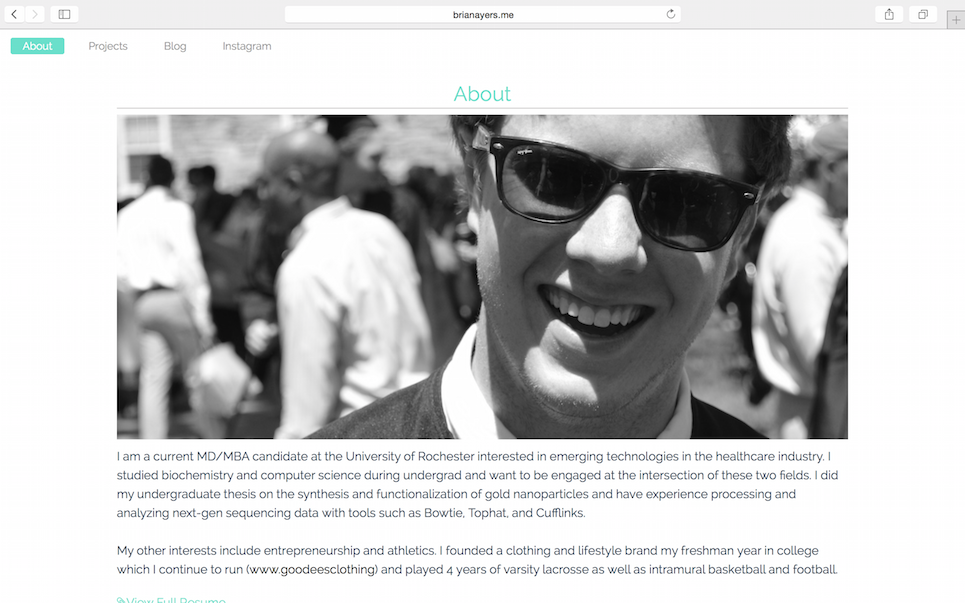 brianayers.me
About Projects Blog Instagram
About
I am a current MD/MBA candidate at the University of Rochester interested in emerging technologies in the healthcare industry. I
studied biochemistry and computer science during undergrad and want to be engaged at the intersection of these two fields. I did
my undergraduate thesis on the synthesis and functionalization of gold nanoparticles and have experience processing and
analyzing next-gen sequencing data with tools such as Bowtie, Tophat, and Cufflinks.
My other interests include entrepreneurship and athletics. I founded a clothing and lifestyle brand my freshman year in college
which I continue to run (www.goodeesclothing) and played 4 years of varsity lacrosse as well as intramural basketball and football.
View Full Resume